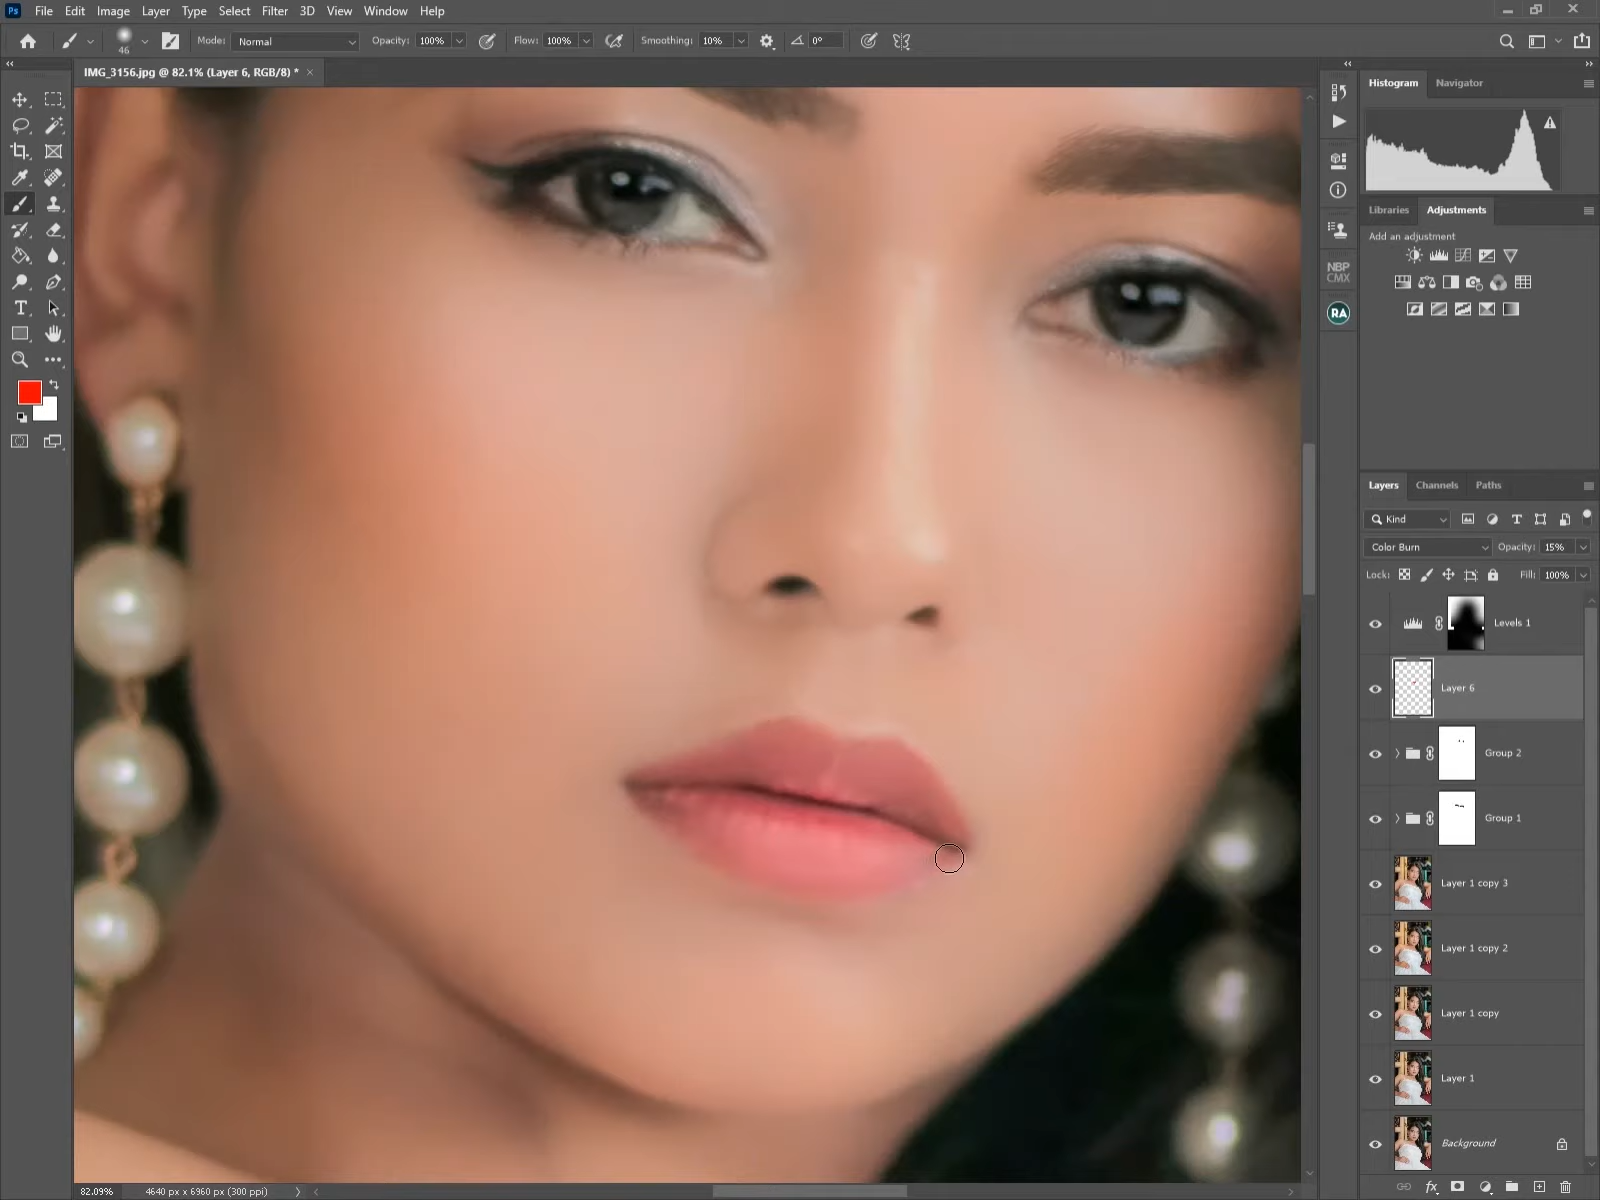 Ps File Edit Image Layer Type Select Filter 3D View Window Help
46 Mode: Normal Opacity: 100% Flow: 100% Smoothing: 10% 0°
IMG_3156.jpg @ 82.1% (Layer 6, RGB/8) * ×
Histogram Navigator
Libraries Adjustments
Add an adjustment
NBP
CMX
RA
Layers Channels Paths
Kind
Color Burn Opacity: 15%
Lock: Fill: 100%
Levels 1
Layer 6
Group 2
Group 1
Layer 1 copy 3
Layer 1 copy 2
Layer 1 copy
Layer 1
Background
fx
82.09% 4640 px x 6960 px (300 ppi)